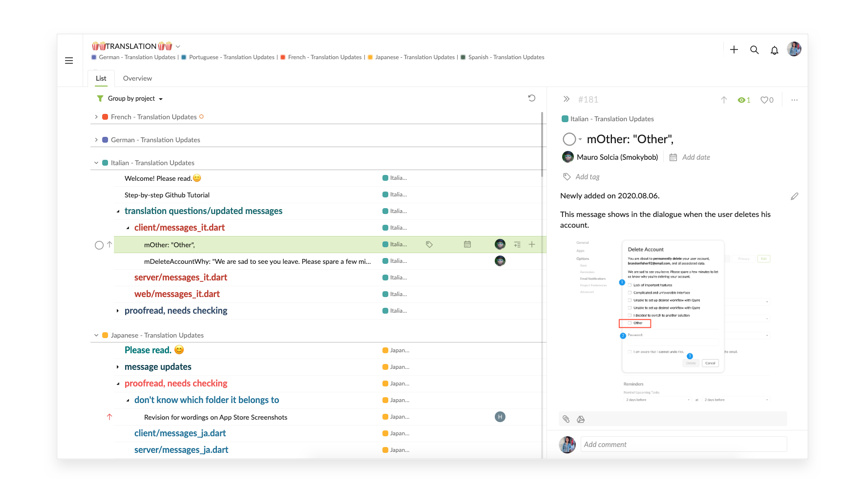 TRANSLATION
German - Translation Updates | Portuguese - Translation Updates | French - Translation Updates | Japanese - Translation Updates | Spanish - Translation Updates
List
Overview
Group by project
French - Translation Updates
German - Translation Updates
Italian - Translation Updates
Welcome! Please read.
Italia...
Step-by-step Github Tutorial
Italia...
translation questions/updated messages
Italia...
client/messages_it.dart
Italia...
mOther: "Other",
Italia...
mDeleteAccountWhy: "We are sad to see you leave. Please spare a few mi...
Italia...
server/messages_it.dart
Italia...
web/messages_it.dart
Italia...
proofread, needs checking
Italia...
Japanese - Translation Updates
Please read.
Japan...
message updates
Japan...
proofread, needs checking
Japan...
don't know which folder it belongs to
Japan...
Revision for wordings on App Store Screenshots
Japan...
H
client/messages_ja.dart
Japan...
server/messages_ja.dart
Japan...
#181
1
0
Italian - Translation Updates
mOther: "Other",
Mauro Solcia (Smokybob)
Add date
Add tag
Newly added on 2020.08.06.
This message shows in the dialogue when the user deletes his
account.
Delete Account
Other
Password
Cancel
Reminders
Add comment